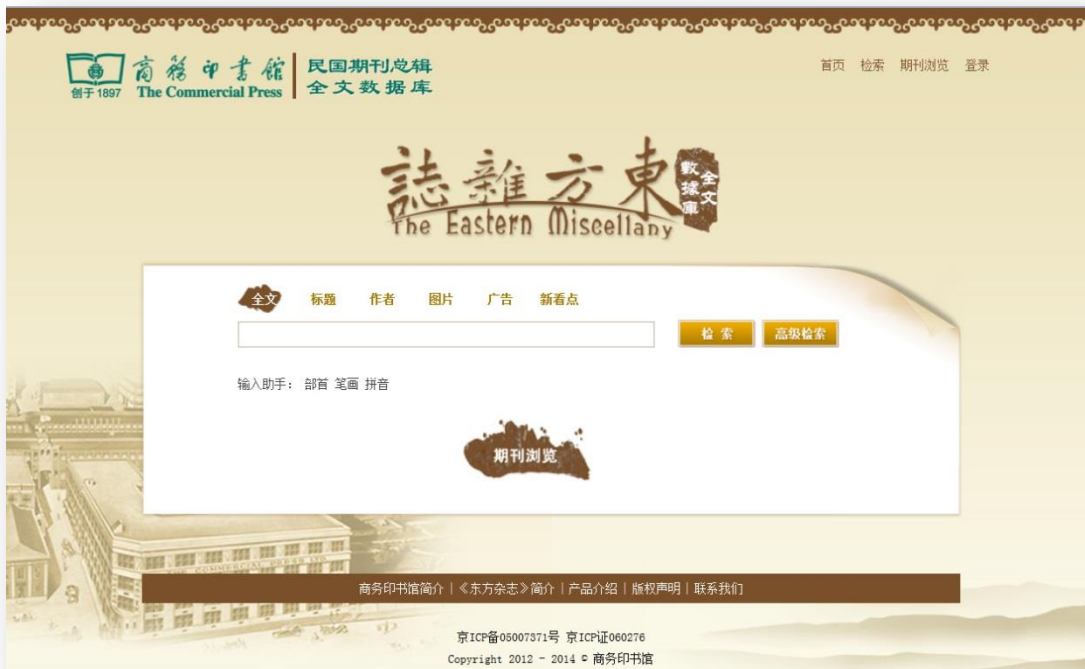 商務印書館
创于1897 The Commercial Press
民国期刊总辑
全文数据库
首页 检索 期刊浏览 登录
誌雜方東
全文
數據庫
The Eastern Miscellany
全文 标题 作者 图片 广告 新看点
检 索 高级检索
输入助手： 部首 笔画 拼音
期刊浏览
COMMERCIAL PRESS LTD
商务印书馆简介 | 《东方杂志》简介 | 产品介绍 | 版权声明 | 联系我们
京ICP备05007371号 京ICP证060276
Copyright 2012 - 2014 © 商务印书馆